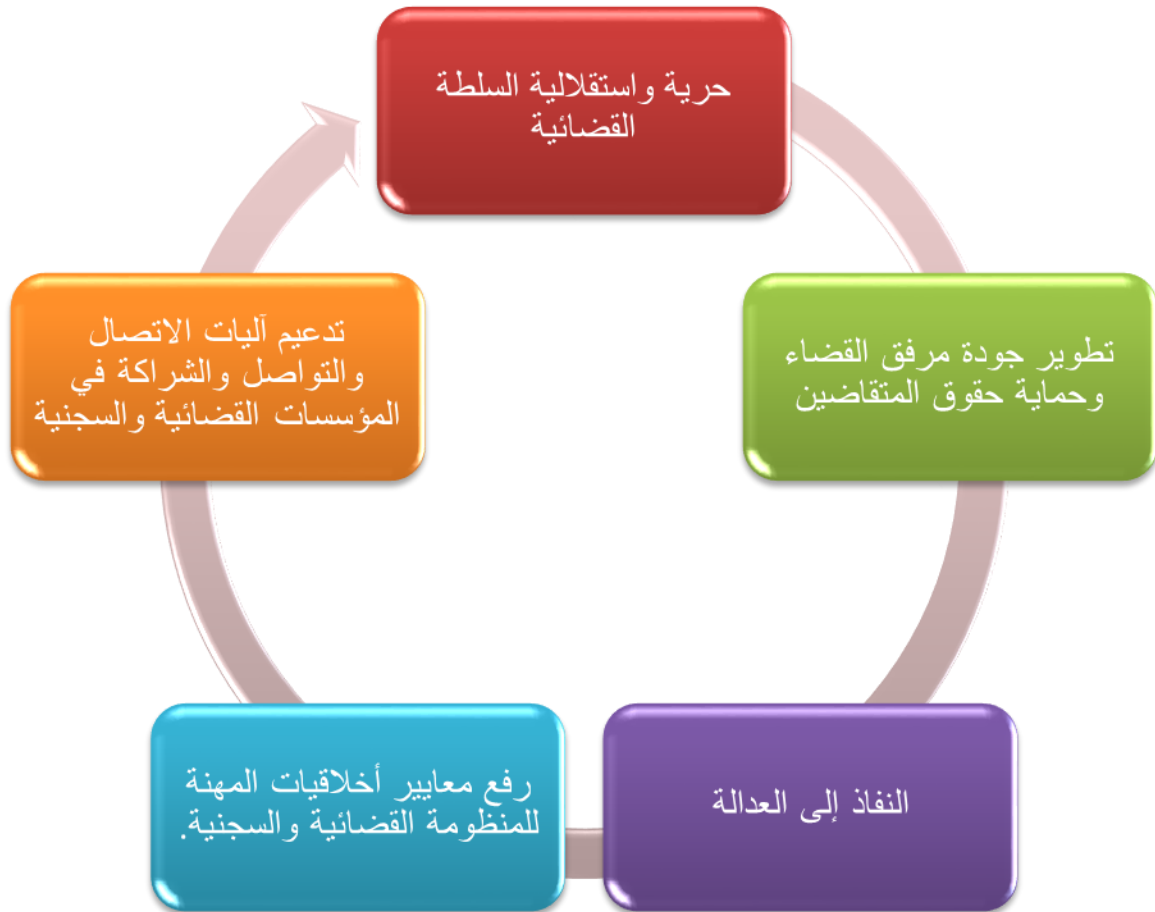 حرية واستقلالية السلطة
القضائية
تطوير جودة مرفق القضاء
وحماية حقوق المتقاضين
النفاذ إلى العدالة
رفع معايير أخلاقيات المهنة
للمنظومة القضائية والسجنية.
تدعيم آليات الاتصال
والتواصل والشراكة في
المؤسسات القضائية والسجنية